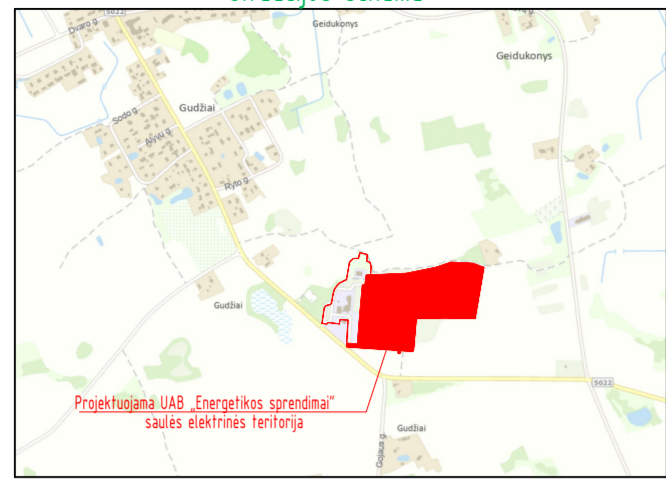 5022
Dvaro g.
Geidukonys
Geidukonys
Sodo g.
Gudžiai
Alyvų g.
Ryto g.
Gudžiai
5022
Projektuojama UAB „Energetikos sprendimai“
saulės elektrinės teritorija
Gudžiai
Gojaus g.